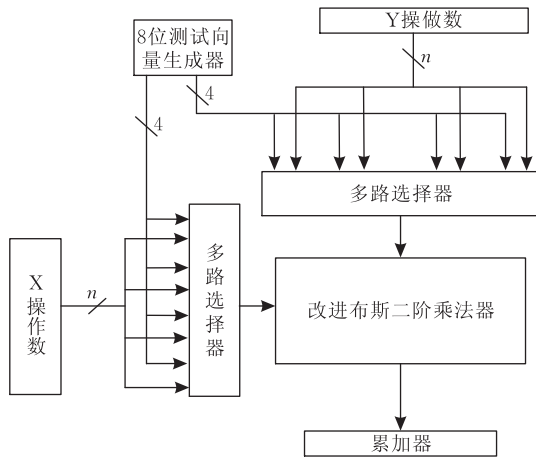 8位测试向
量生成器
Y操做数
n
4
4
多路选择器
X
操
作
数
n
多
路
选
择
器
改进布斯二阶乘法器
累加器